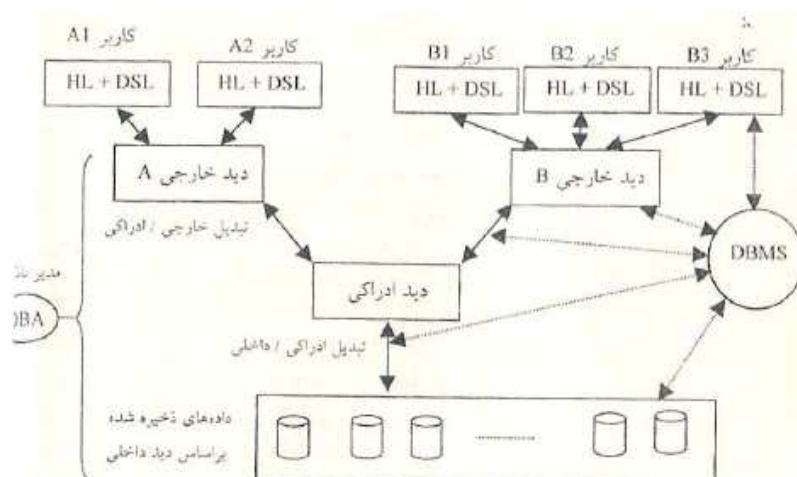 کاربر A1
کاربر A2
کاربر B1
کاربر B2
کاربر B3
HL + DSL
HL + DSL
HL + DSL
HL + DSL
HL + DSL
دید خارجی A
دید خارجی B
تبدیل خارجی / ادراکی
DBMS
دید ادراکی
مدیر
DBA
تبدیل ادراکی / داخلی
داده‌های ذخیره شده
براساس دید داخلی